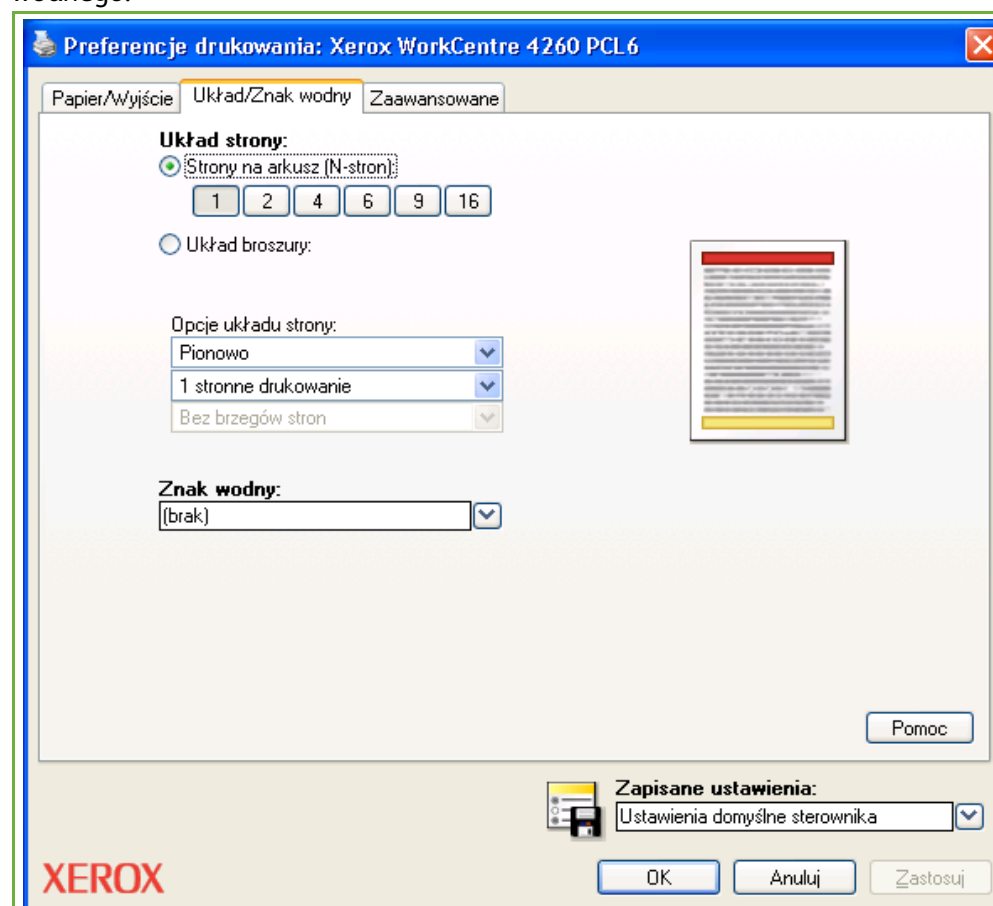 wodnego.
Preferencje drukowania: Xerox WorkCentre 4260 PCL6
Papier/Wyjście Układ/Znak wodny Zaawansowane
Układ strony:
Strony na arkusz (N-stron):
1 2 4 6 9 16
Układ broszury:
Opcje układu strony:
Pionowo
1 stronne drukowanie
Bez brzegów stron
Znak wodny:
(brak)
Pomoc
Zapisane ustawienia:
Ustawienia domyślne sterownika
XEROX OK Anuluj Zastosuj